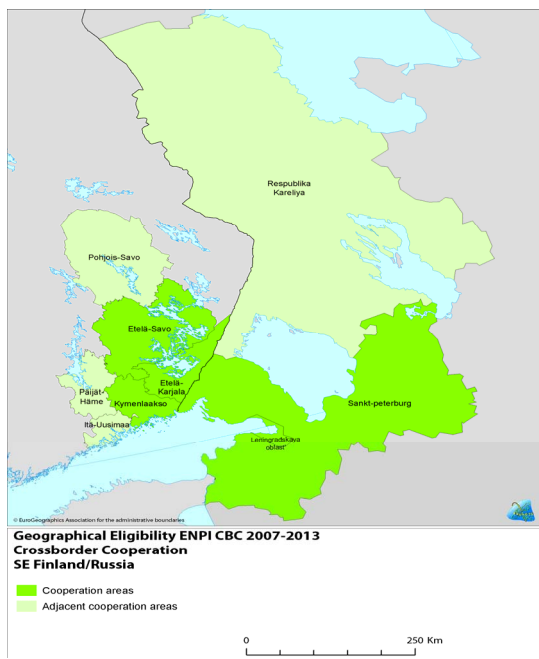 Respublika
Kareliya
Pohjois-Savo
Etelä-Savo
Etelä-
Karjala
Päijät-
Häme
Kymenlaakso
Itä-Uusimaa
Sankt-peterburg
Leningradskaya
oblast'
© EuroGeographics Association for the administrative boundaries
Geographical Eligibility ENPI CBC 2007-2013
Crossborder Cooperation
SE Finland/Russia
Cooperation areas
Adjacent cooperation areas
0
250 Km